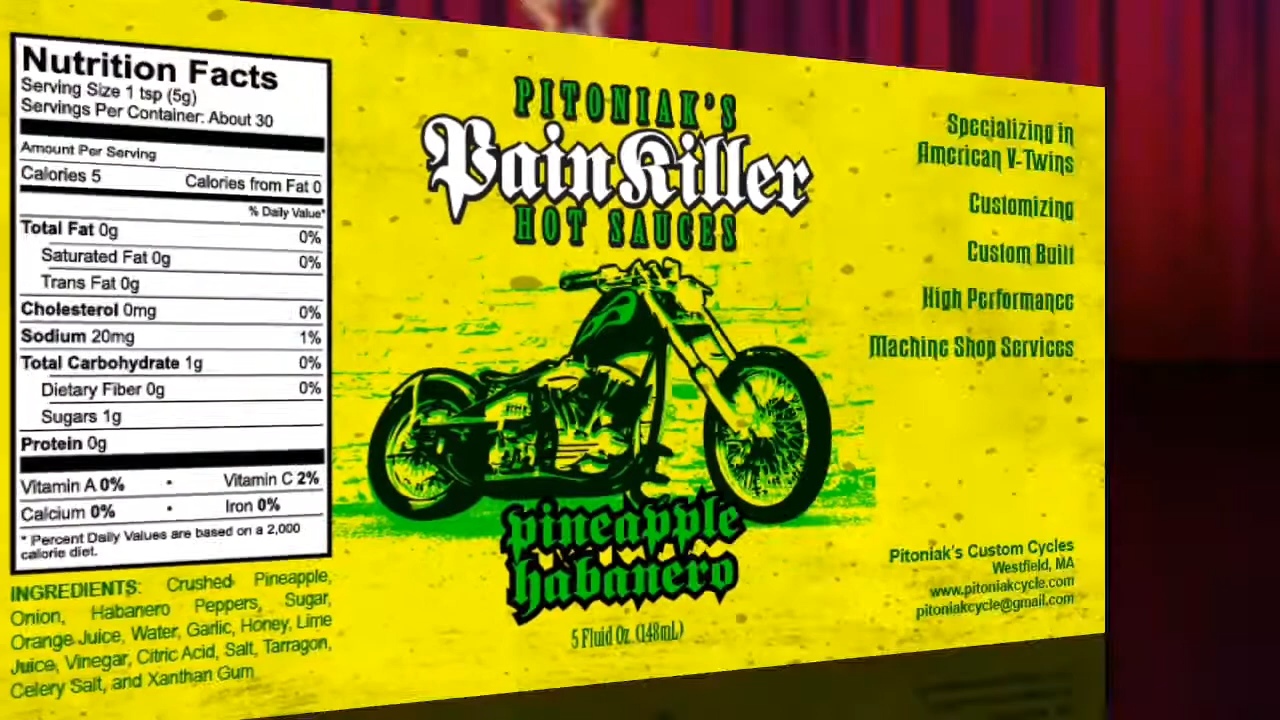 Nutrition Facts
Serving Size 1 tsp (5g)
Servings Per Container: About 30
Amount Per Serving
Calories 5 Calories from Fat 0
% Daily Value*
Total Fat 0g 0%
Saturated Fat 0g 0%
Trans Fat 0g
Cholesterol 0mg 0%
Sodium 20mg 1%
Total Carbohydrate 1g 0%
Dietary Fiber 0g 0%
Sugars 1g
Protein 0g
Vitamin A 0% • Vitamin C 2%
Calcium 0% • Iron 0%
* Percent Daily Values are based on a 2,000
calorie diet.
INGREDIENTS: Crushed Pineapple,
Onion, Habanero Peppers, Sugar,
Orange Juice, Water, Garlic, Honey, Lime
Juice, Vinegar, Citric Acid, Salt, Tarragon,
Celery Salt, and Xanthan Gum
PITONIAK'S
PainKiller
HOT SAUCES
pineapple
habanero
5 Fluid Oz. (148mL)
Specializing in
American V-Twins
Customizing
Custom Built
High Performance
Machine Shop Services
Pitoniak's Custom Cycles
Westfield, MA
www.pitoniakcycle.com
pitoniakcycle@gmail.com